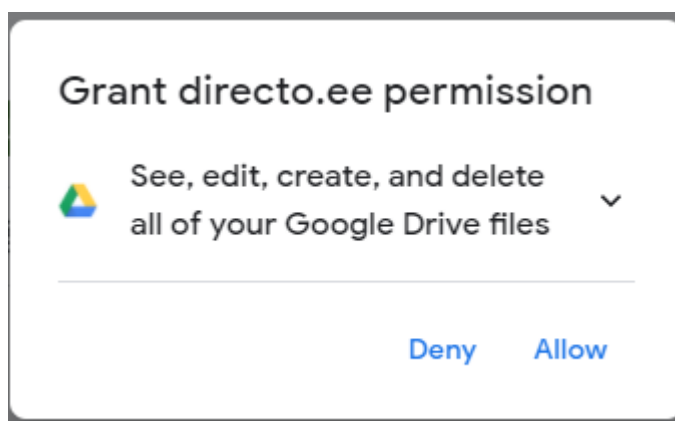 Grant directo.ee permission
See, edit, create, and delete
all of your Google Drive files
Deny Allow